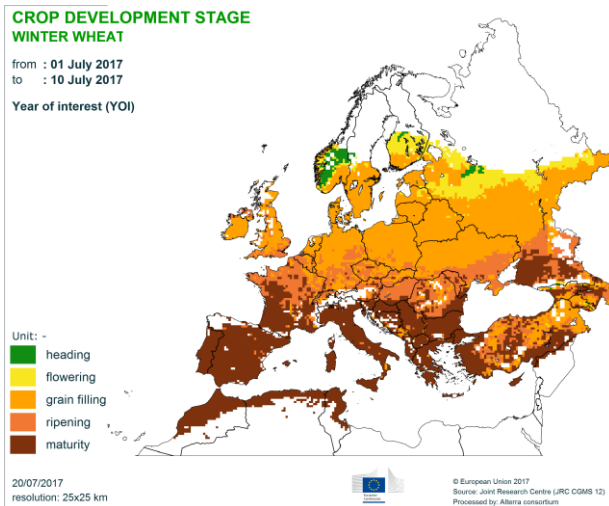 CROP DEVELOPMENT STAGE
WINTER WHEAT
from : 01 July 2017
to : 10 July 2017
Year of interest (YOI)
Unit: -
heading
flowering
grain filling
ripening
maturity
20/07/2017
resolution: 25x25 km
© European Union 2017
Source: Joint Research Centre (JRC CGMS 12)
Processed by: Alterra consortium